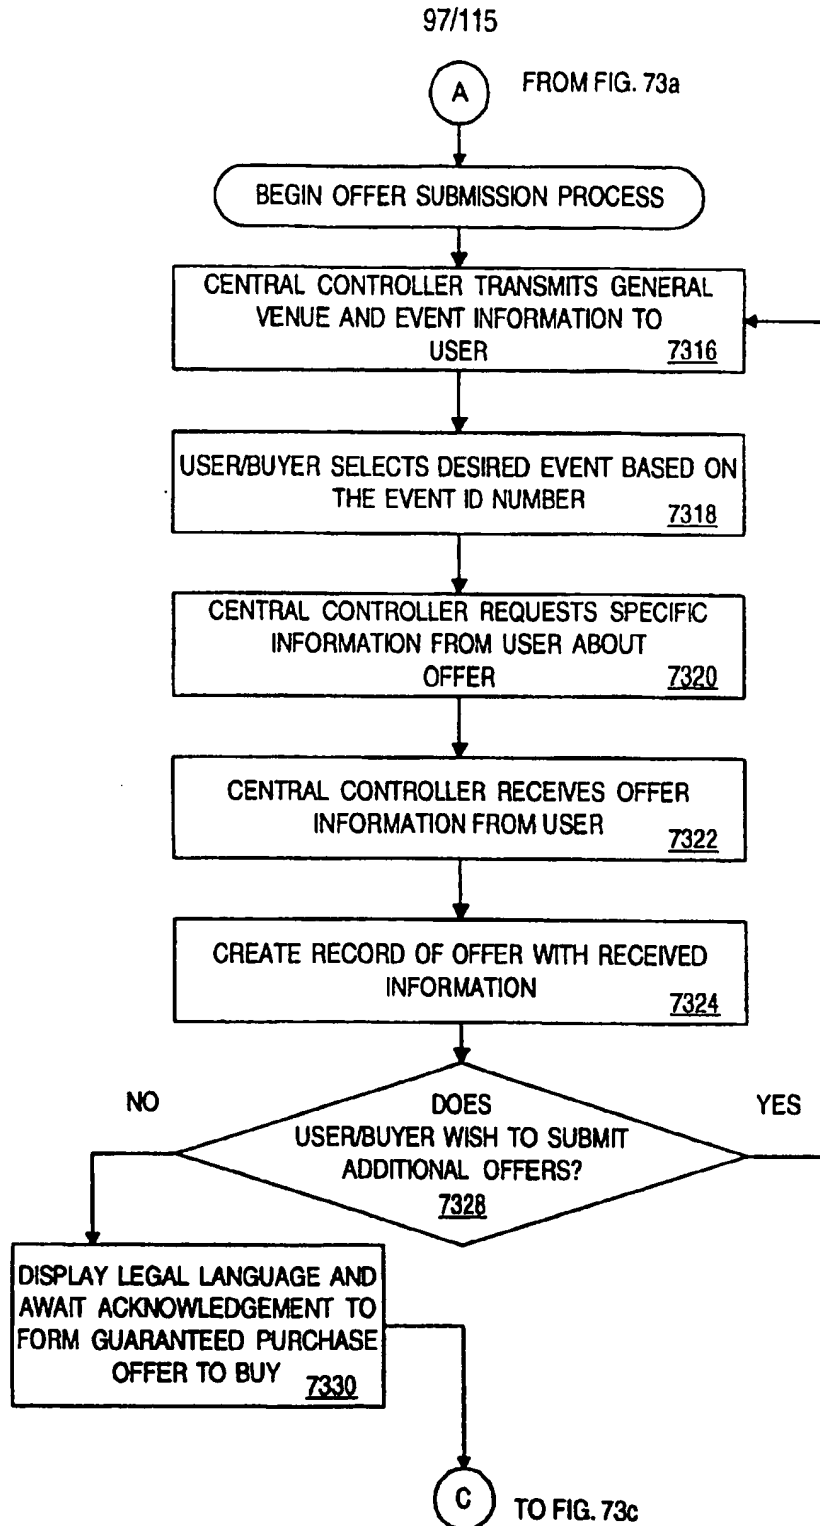 97/115
A
FROM FIG. 73a
BEGIN OFFER SUBMISSION PROCESS
CENTRAL CONTROLLER TRANSMITS GENERAL
VENUE AND EVENT INFORMATION TO
USER 7316
USER/BUYER SELECTS DESIRED EVENT BASED ON
THE EVENT ID NUMBER 7318
CENTRAL CONTROLLER REQUESTS SPECIFIC
INFORMATION FROM USER ABOUT
OFFER 7320
CENTRAL CONTROLLER RECEIVES OFFER
INFORMATION FROM USER 7322
CREATE RECORD OF OFFER WITH RECEIVED
INFORMATION 7324
NO
DOES
YES
USER/BUYER WISH TO SUBMIT
ADDITIONAL OFFERS?
7328
DISPLAY LEGAL LANGUAGE AND
AWAIT ACKNOWLEDGEMENT TO
FORM GUARANTEED PURCHASE
OFFER TO BUY 7330
C
TO FIG. 73c